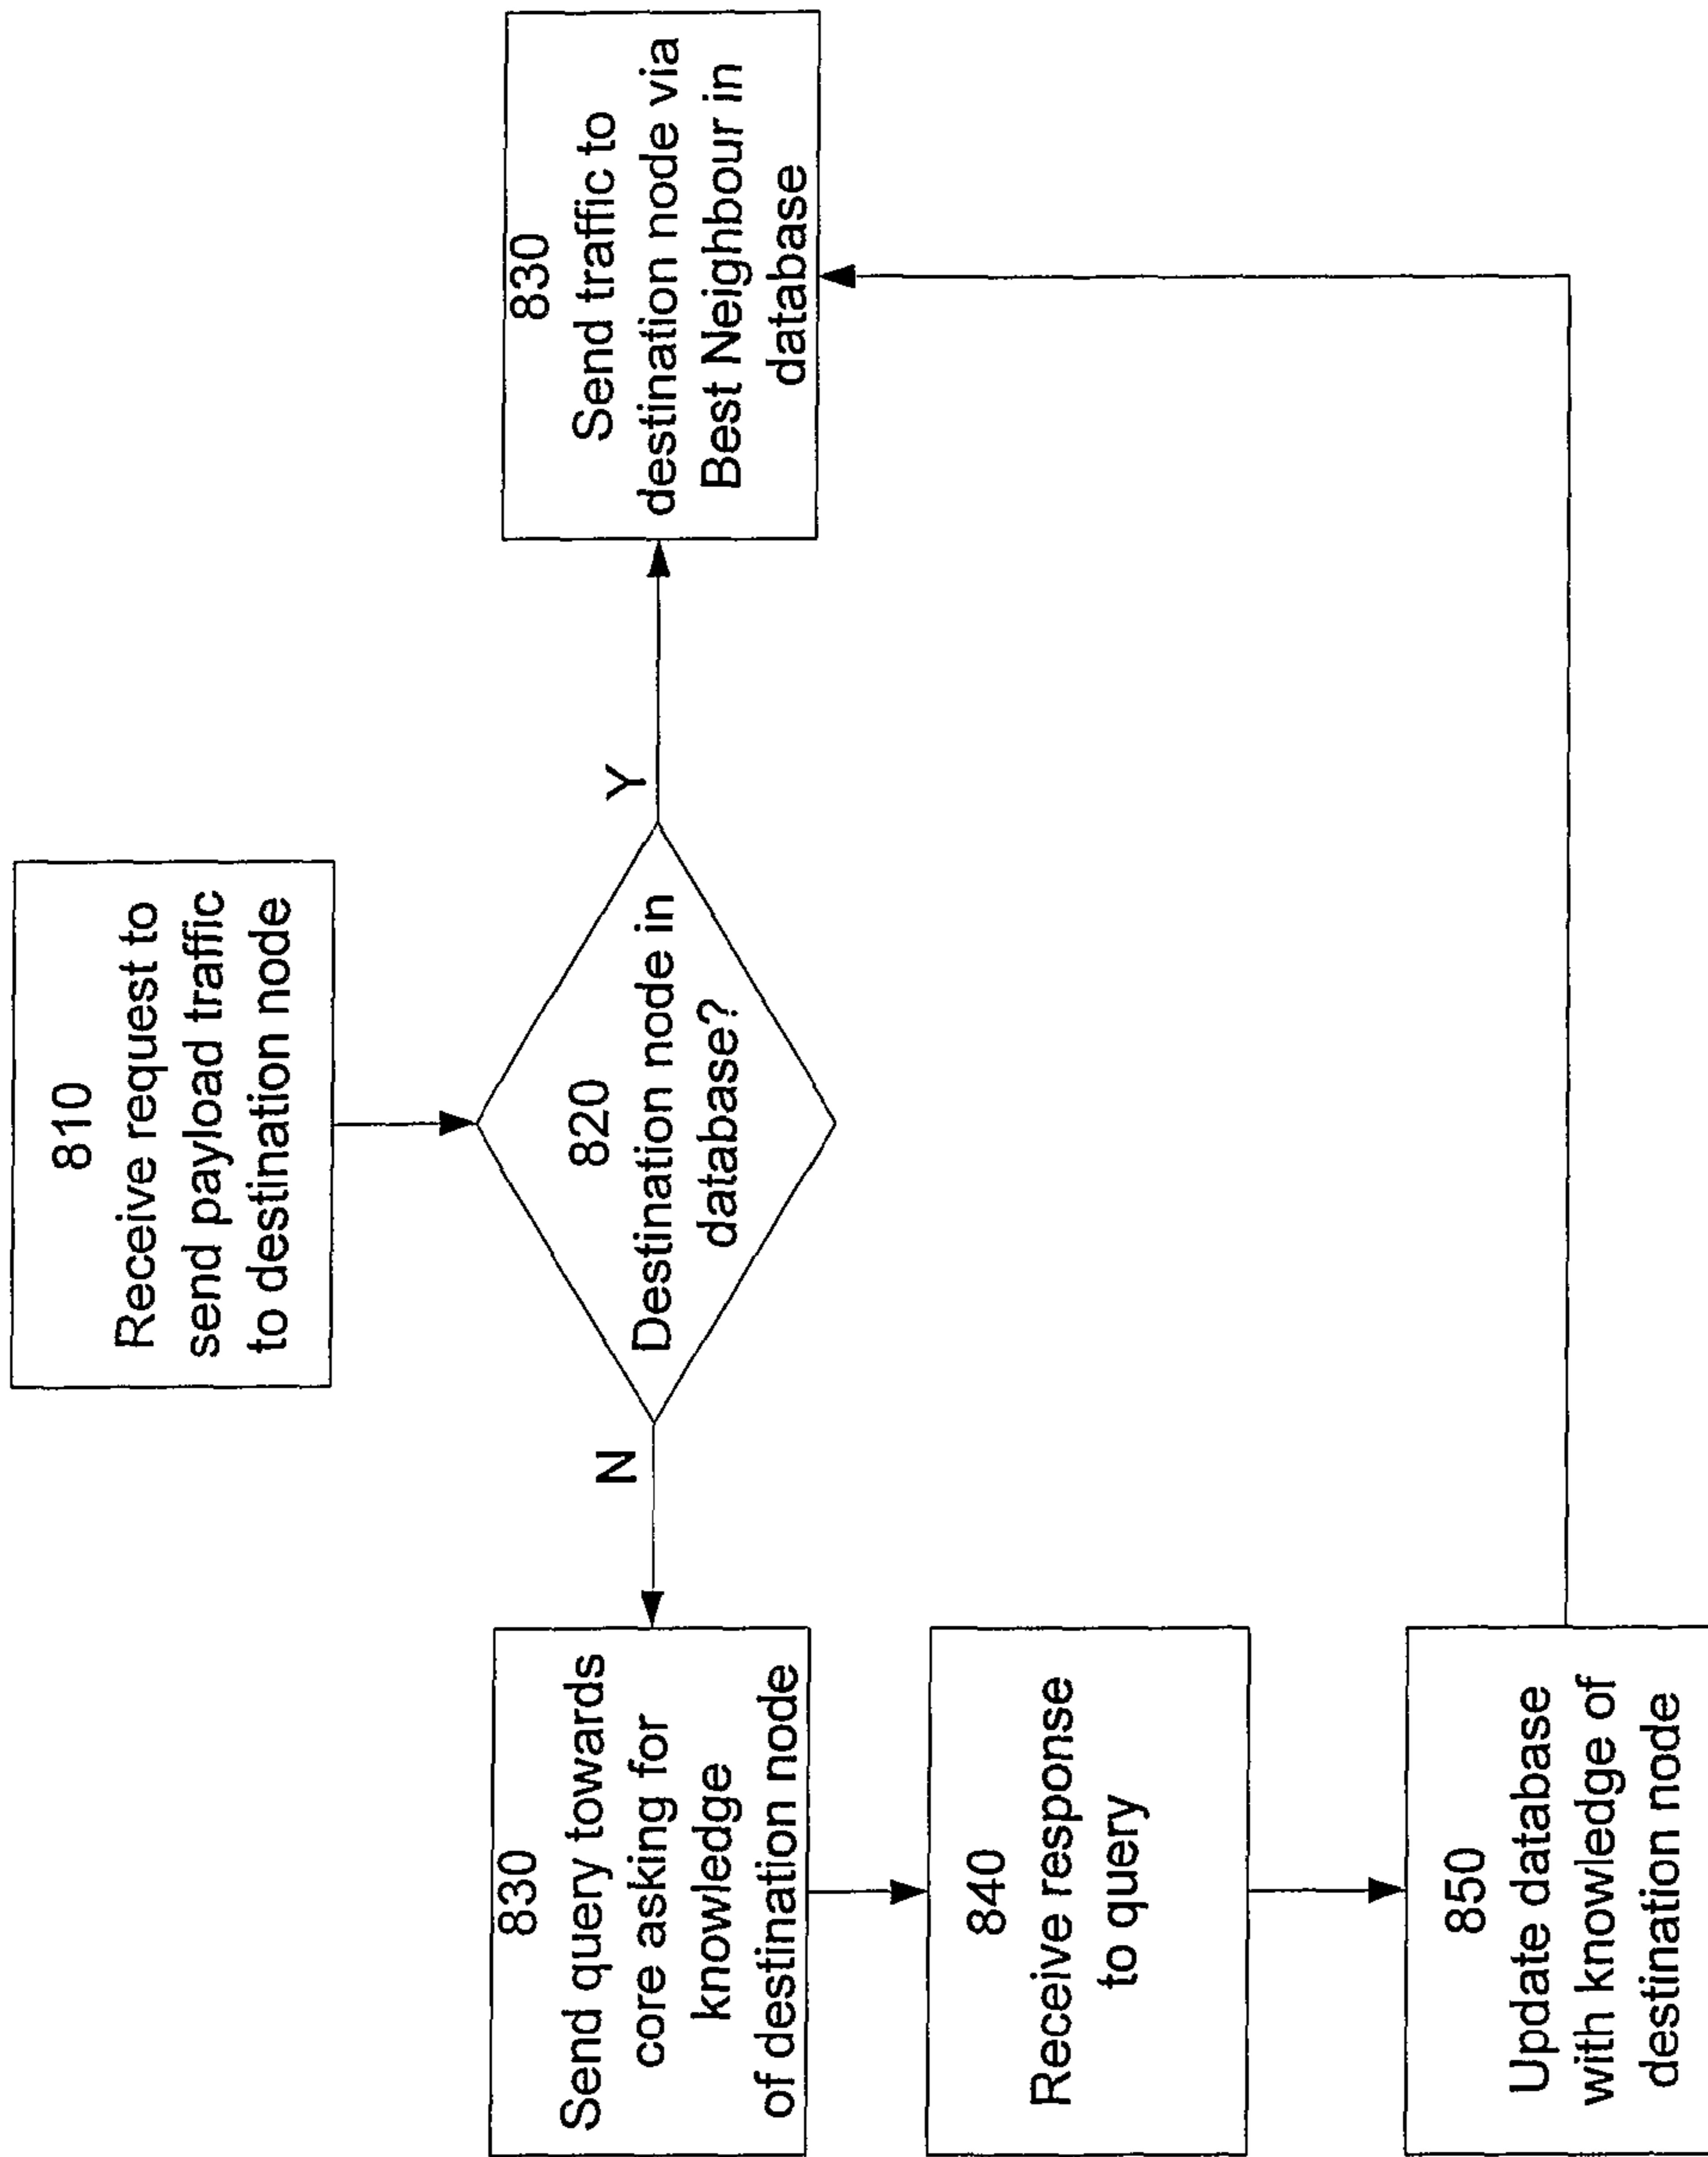 810
Receive request to
send payload traffic
to destination node
820
Destination node in
database?
N
Y
830
Send query towards
core asking for
knowledge
of destination node
830
Send traffic to
destination node via
Best Neighbour in
database
840
Receive response
to query
850
Update database
with knowledge of
destination node